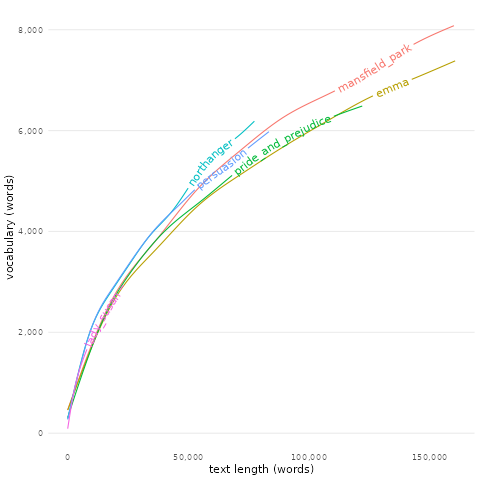 8,000
mansfield_park
emma
6,000
pride_and_prejudice
northanger
persuasion
4,000
lady_susan
2,000
0
0
50,000
100,000
150,000
text length (words)
vocabulary (words)